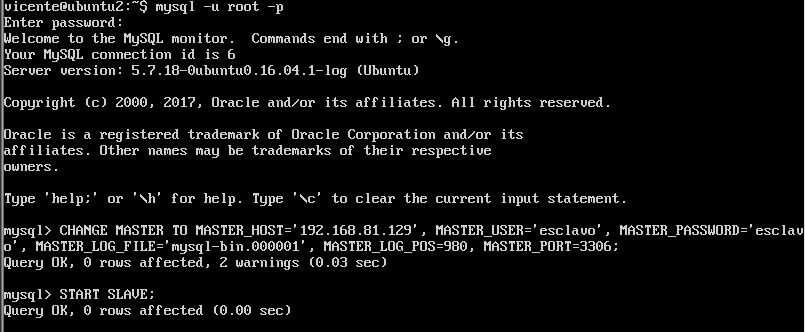 vicente@ubuntu2:~$ mysql -u root -p
Enter password:
Welcome to the MySQL monitor.  Commands end with ; or \g.
Your MySQL connection id is 6
Server version: 5.7.18-0ubuntu0.16.04.1-log (Ubuntu)
Copyright (c) 2000, 2017, Oracle and/or its affiliates. All rights reserved.
Oracle is a registered trademark of Oracle Corporation and/or its
affiliates. Other names may be trademarks of their respective
owners.
Type 'help;' or '\h' for help. Type '\c' to clear the current input statement.
mysql> CHANGE MASTER TO MASTER_HOST='192.168.81.129', MASTER_USER='esclavo', MASTER_PASSWORD='esclav
o', MASTER_LOG_FILE='mysql-bin.000001', MASTER_LOG_POS=980, MASTER_PORT=3306;
Query OK, 0 rows affected, 2 warnings (0.03 sec)
mysql> START SLAVE;
Query OK, 0 rows affected (0.00 sec)